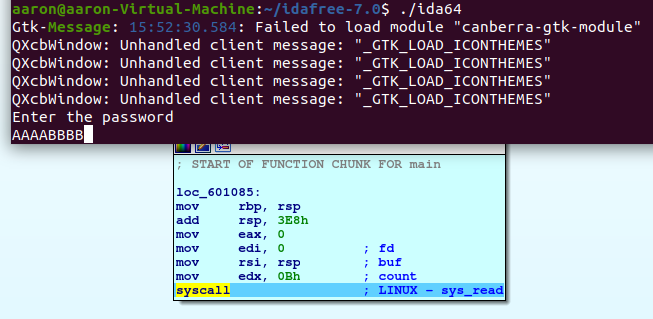 aaron@aaron-Virtual-Machine:~/idafree-7.0$ ./ida64
Gtk-Message: 15:52:30.584: Failed to load module "canberra-gtk-module"
QXcbWindow: Unhandled client message: "_GTK_LOAD_ICONTHEMES"
QXcbWindow: Unhandled client message: "_GTK_LOAD_ICONTHEMES"
QXcbWindow: Unhandled client message: "_GTK_LOAD_ICONTHEMES"
QXcbWindow: Unhandled client message: "_GTK_LOAD_ICONTHEMES"
Enter the password
AAAABBBB
; START OF FUNCTION CHUNK FOR main
loc_601085:
mov rbp, rsp
add rsp, 3E8h
mov eax, 0
mov edi, 0 ; fd
mov rsi, rsp ; buf
mov edx, 0Bh ; count
syscall ; LINUX - sys_read